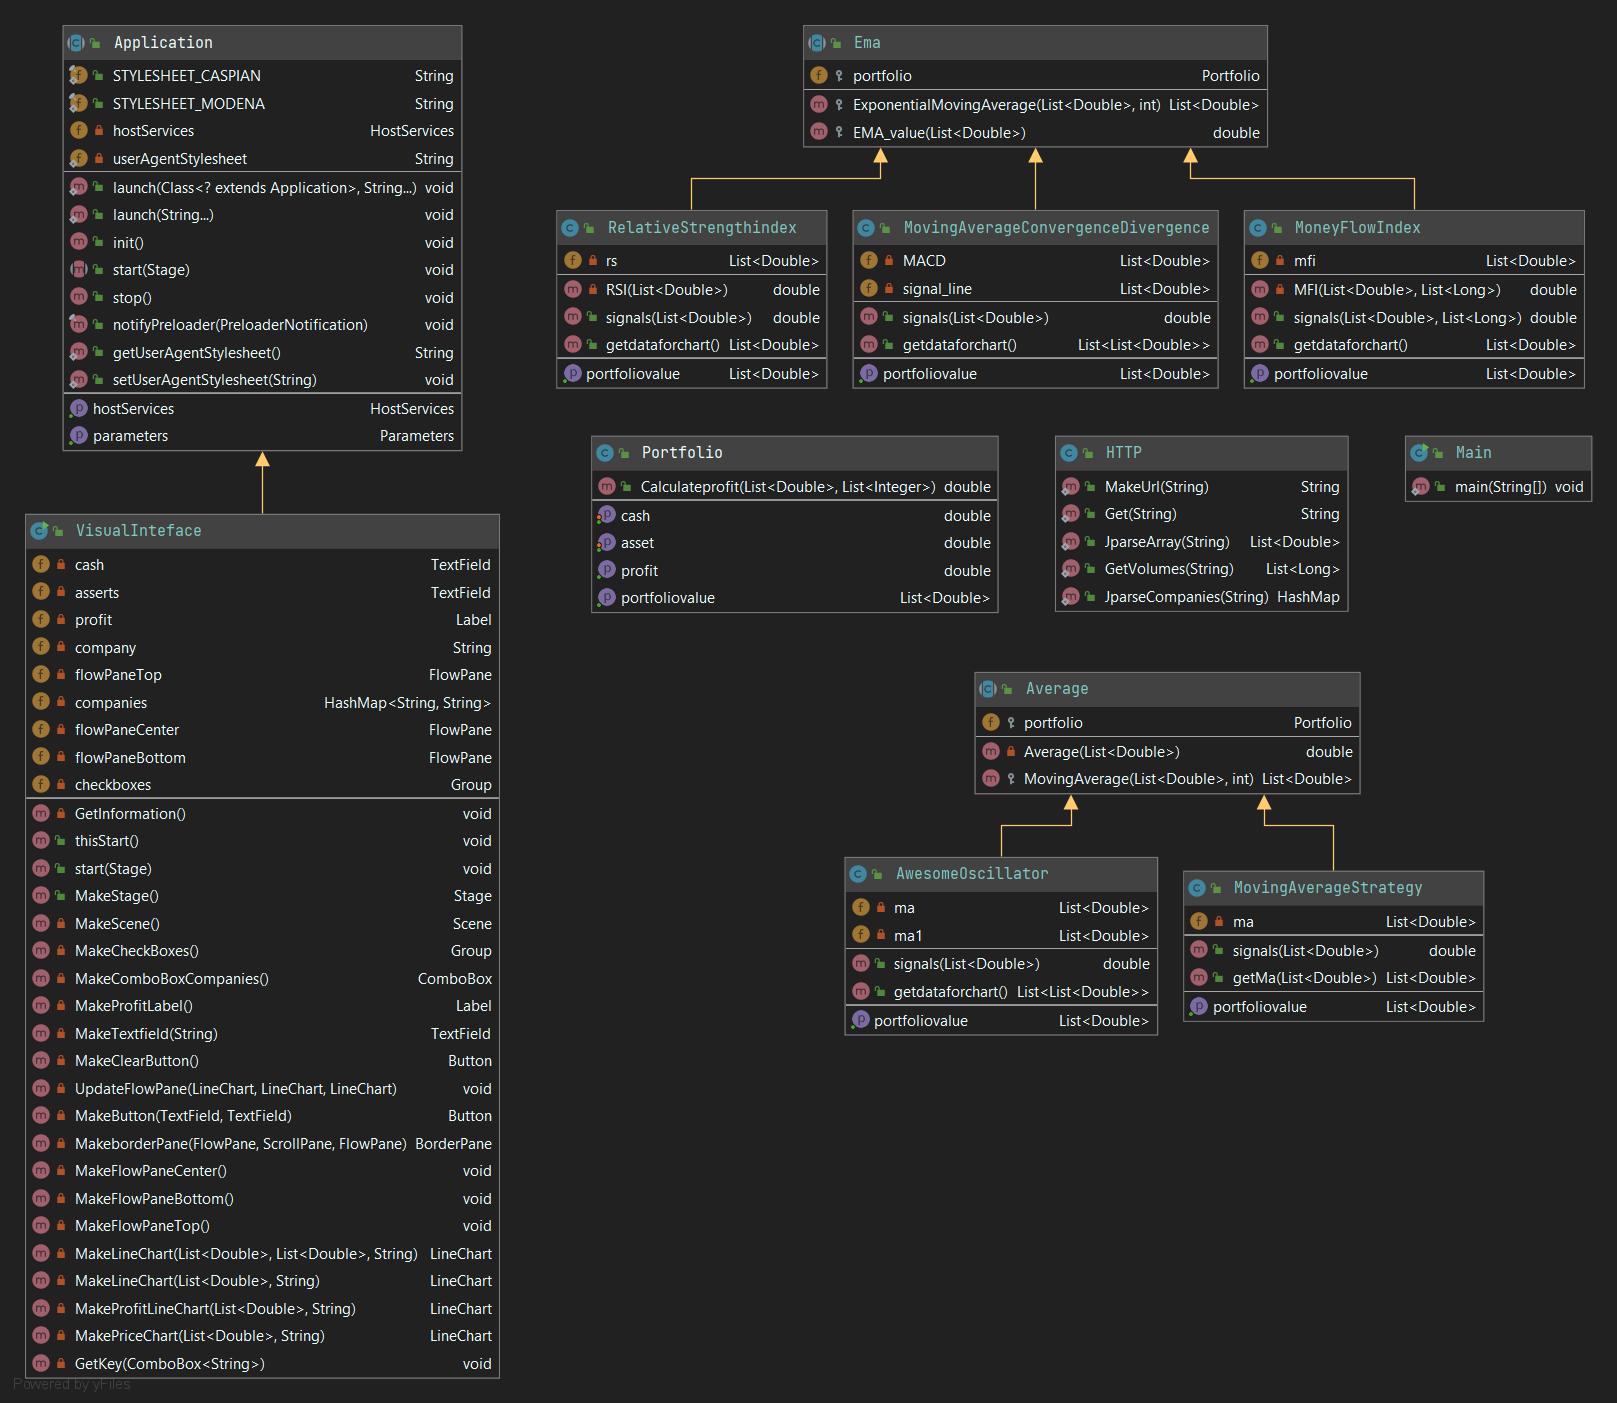 Application
STYLESHEET_CASPIAN String
STYLESHEET_MODENA String
hostServices HostServices
userAgentStylesheet String
launch(Class<? extends Application>, String...) void
launch(String...) void
init() void
start(Stage) void
stop() void
notifyPreloader(PreloaderNotification) void
getUserAgentStylesheet() String
setUserAgentStylesheet(String) void
hostServices HostServices
parameters Parameters
Ema
portfolio Portfolio
ExponentialMovingAverage(List<Double>, int) List<Double>
EMA_value(List<Double>) double
RelativeStrengthindex
rs List<Double>
RSI(List<Double>) double
signals(List<Double>) double
getdataforchart() List<Double>
portfoliovalue List<Double>
MovingAverageConvergenceDivergence
MACD List<Double>
signal_line List<Double>
signals(List<Double>) double
getdataforchart() List<List<Double>>
portfoliovalue List<Double>
MoneyFlowIndex
mfi List<Double>
MFI(List<Double>, List<Long>) double
signals(List<Double>, List<Long>) double
getdataforchart() List<Double>
portfoliovalue List<Double>
Portfolio
Calculateprofit(List<Double>, List<Integer>) double
cash double
asset double
profit double
portfoliovalue List<Double>
HTTP
MakeUrl(String) String
Get(String) String
JparseArray(String) List<Double>
GetVolumes(String) List<Long>
JparseCompanies(String) HashMap
Main
main(String[]) void
VisualInteface
cash TextField
asserts TextField
profit Label
company String
flowPaneTop FlowPane
companies HashMap<String, String>
flowPaneCenter FlowPane
flowPaneBottom FlowPane
checkboxes Group
GetInformation() void
thisStart() void
start(Stage) void
MakeStage() Stage
MakeScene() Scene
MakeCheckBoxes() Group
MakeComboBoxCompanies() ComboBox
MakeProfitLabel() Label
MakeTextfield(String) TextField
MakeClearButton() Button
UpdateFlowPane(LineChart, LineChart, LineChart) void
MakeButton(TextField, TextField) Button
MakeborderPane(FlowPane, ScrollPane, FlowPane) BorderPane
MakeFlowPaneCenter() void
MakeFlowPaneBottom() void
MakeFlowPaneTop() void
MakeLineChart(List<Double>, List<Double>, String) LineChart
MakeLineChart(List<Double>, String) LineChart
MakeProfitLineChart(List<Double>, String) LineChart
MakePriceChart(List<Double>, String) LineChart
GetKey(ComboBox<String>) void
Average
portfolio Portfolio
Average(List<Double>) double
MovingAverage(List<Double>, int) List<Double>
AwesomeOscillator
ma List<Double>
ma1 List<Double>
signals(List<Double>) double
getdataforchart() List<List<Double>>
portfoliovalue List<Double>
MovingAverageStrategy
ma List<Double>
signals(List<Double>) double
getMa(List<Double>) List<Double>
portfoliovalue List<Double>
Powered by yFiles